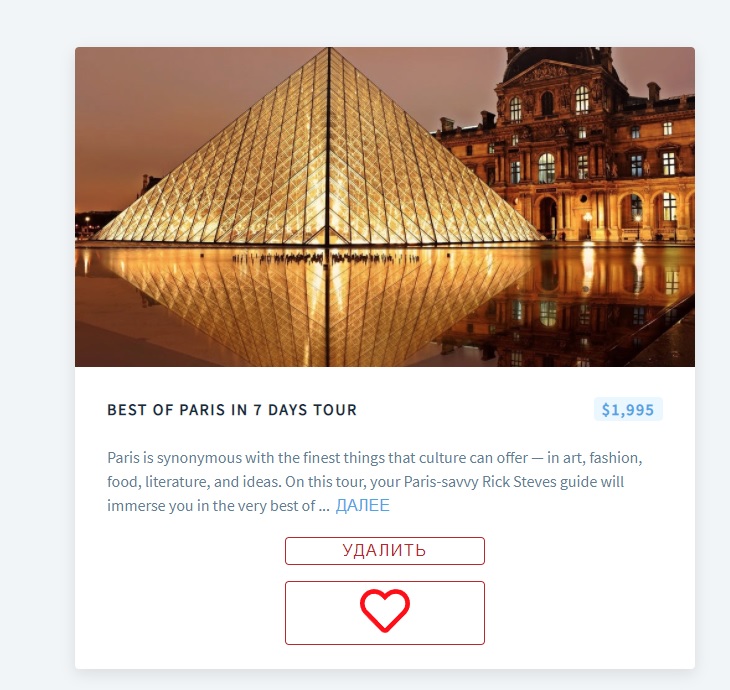 BEST OF PARIS IN 7 DAYS TOUR
$1,995
Paris is synonymous with the finest things that culture can offer — in art, fashion,
food, literature, and ideas. On this tour, your Paris-savvy Rick Steves guide will
immerse you in the very best of ... ДАЛЕЕ
УДАЛИТЬ